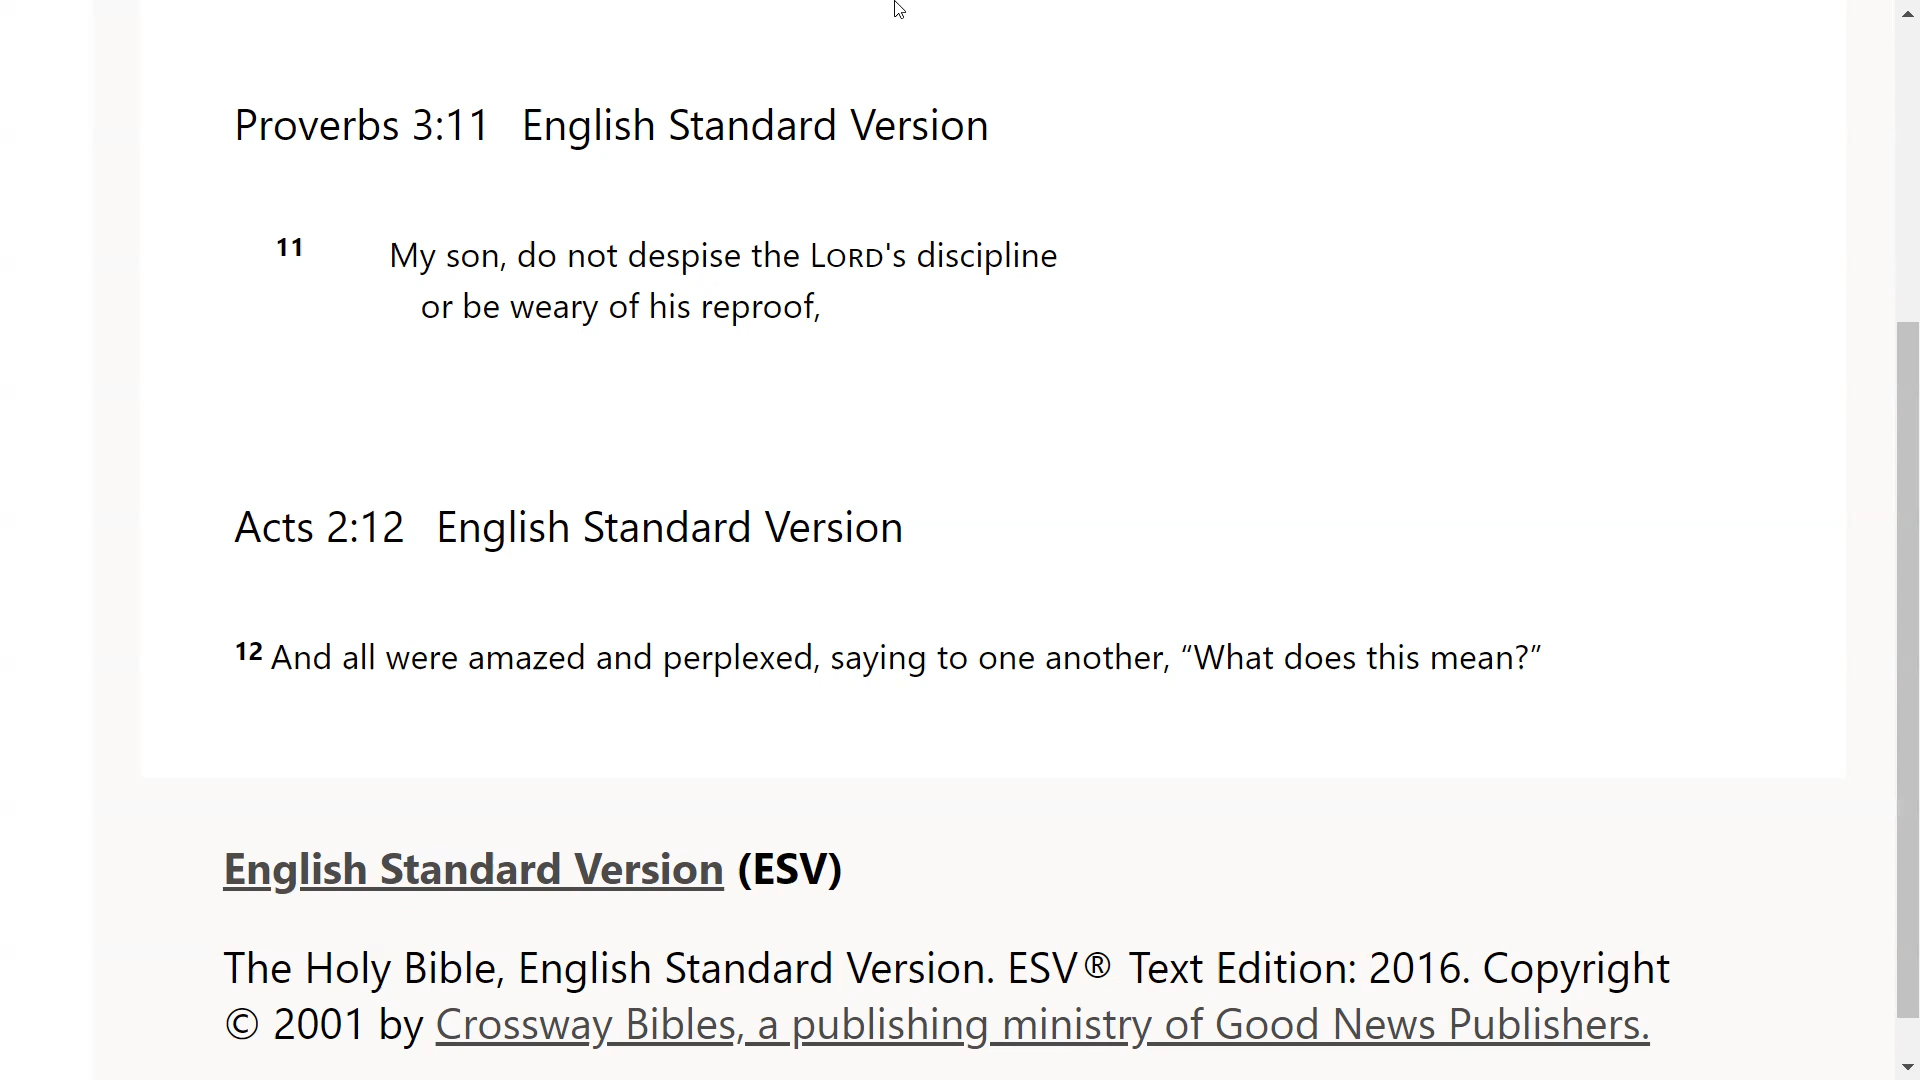 Proverbs 3:11 English Standard Version
11 My son, do not despise the LORD's discipline
or be weary of his reproof,
Acts 2:12 English Standard Version
12 And all were amazed and perplexed, saying to one another, “What does this mean?”
English Standard Version (ESV)
The Holy Bible, English Standard Version. ESV® Text Edition: 2016. Copyright
© 2001 by Crossway Bibles, a publishing ministry of Good News Publishers.